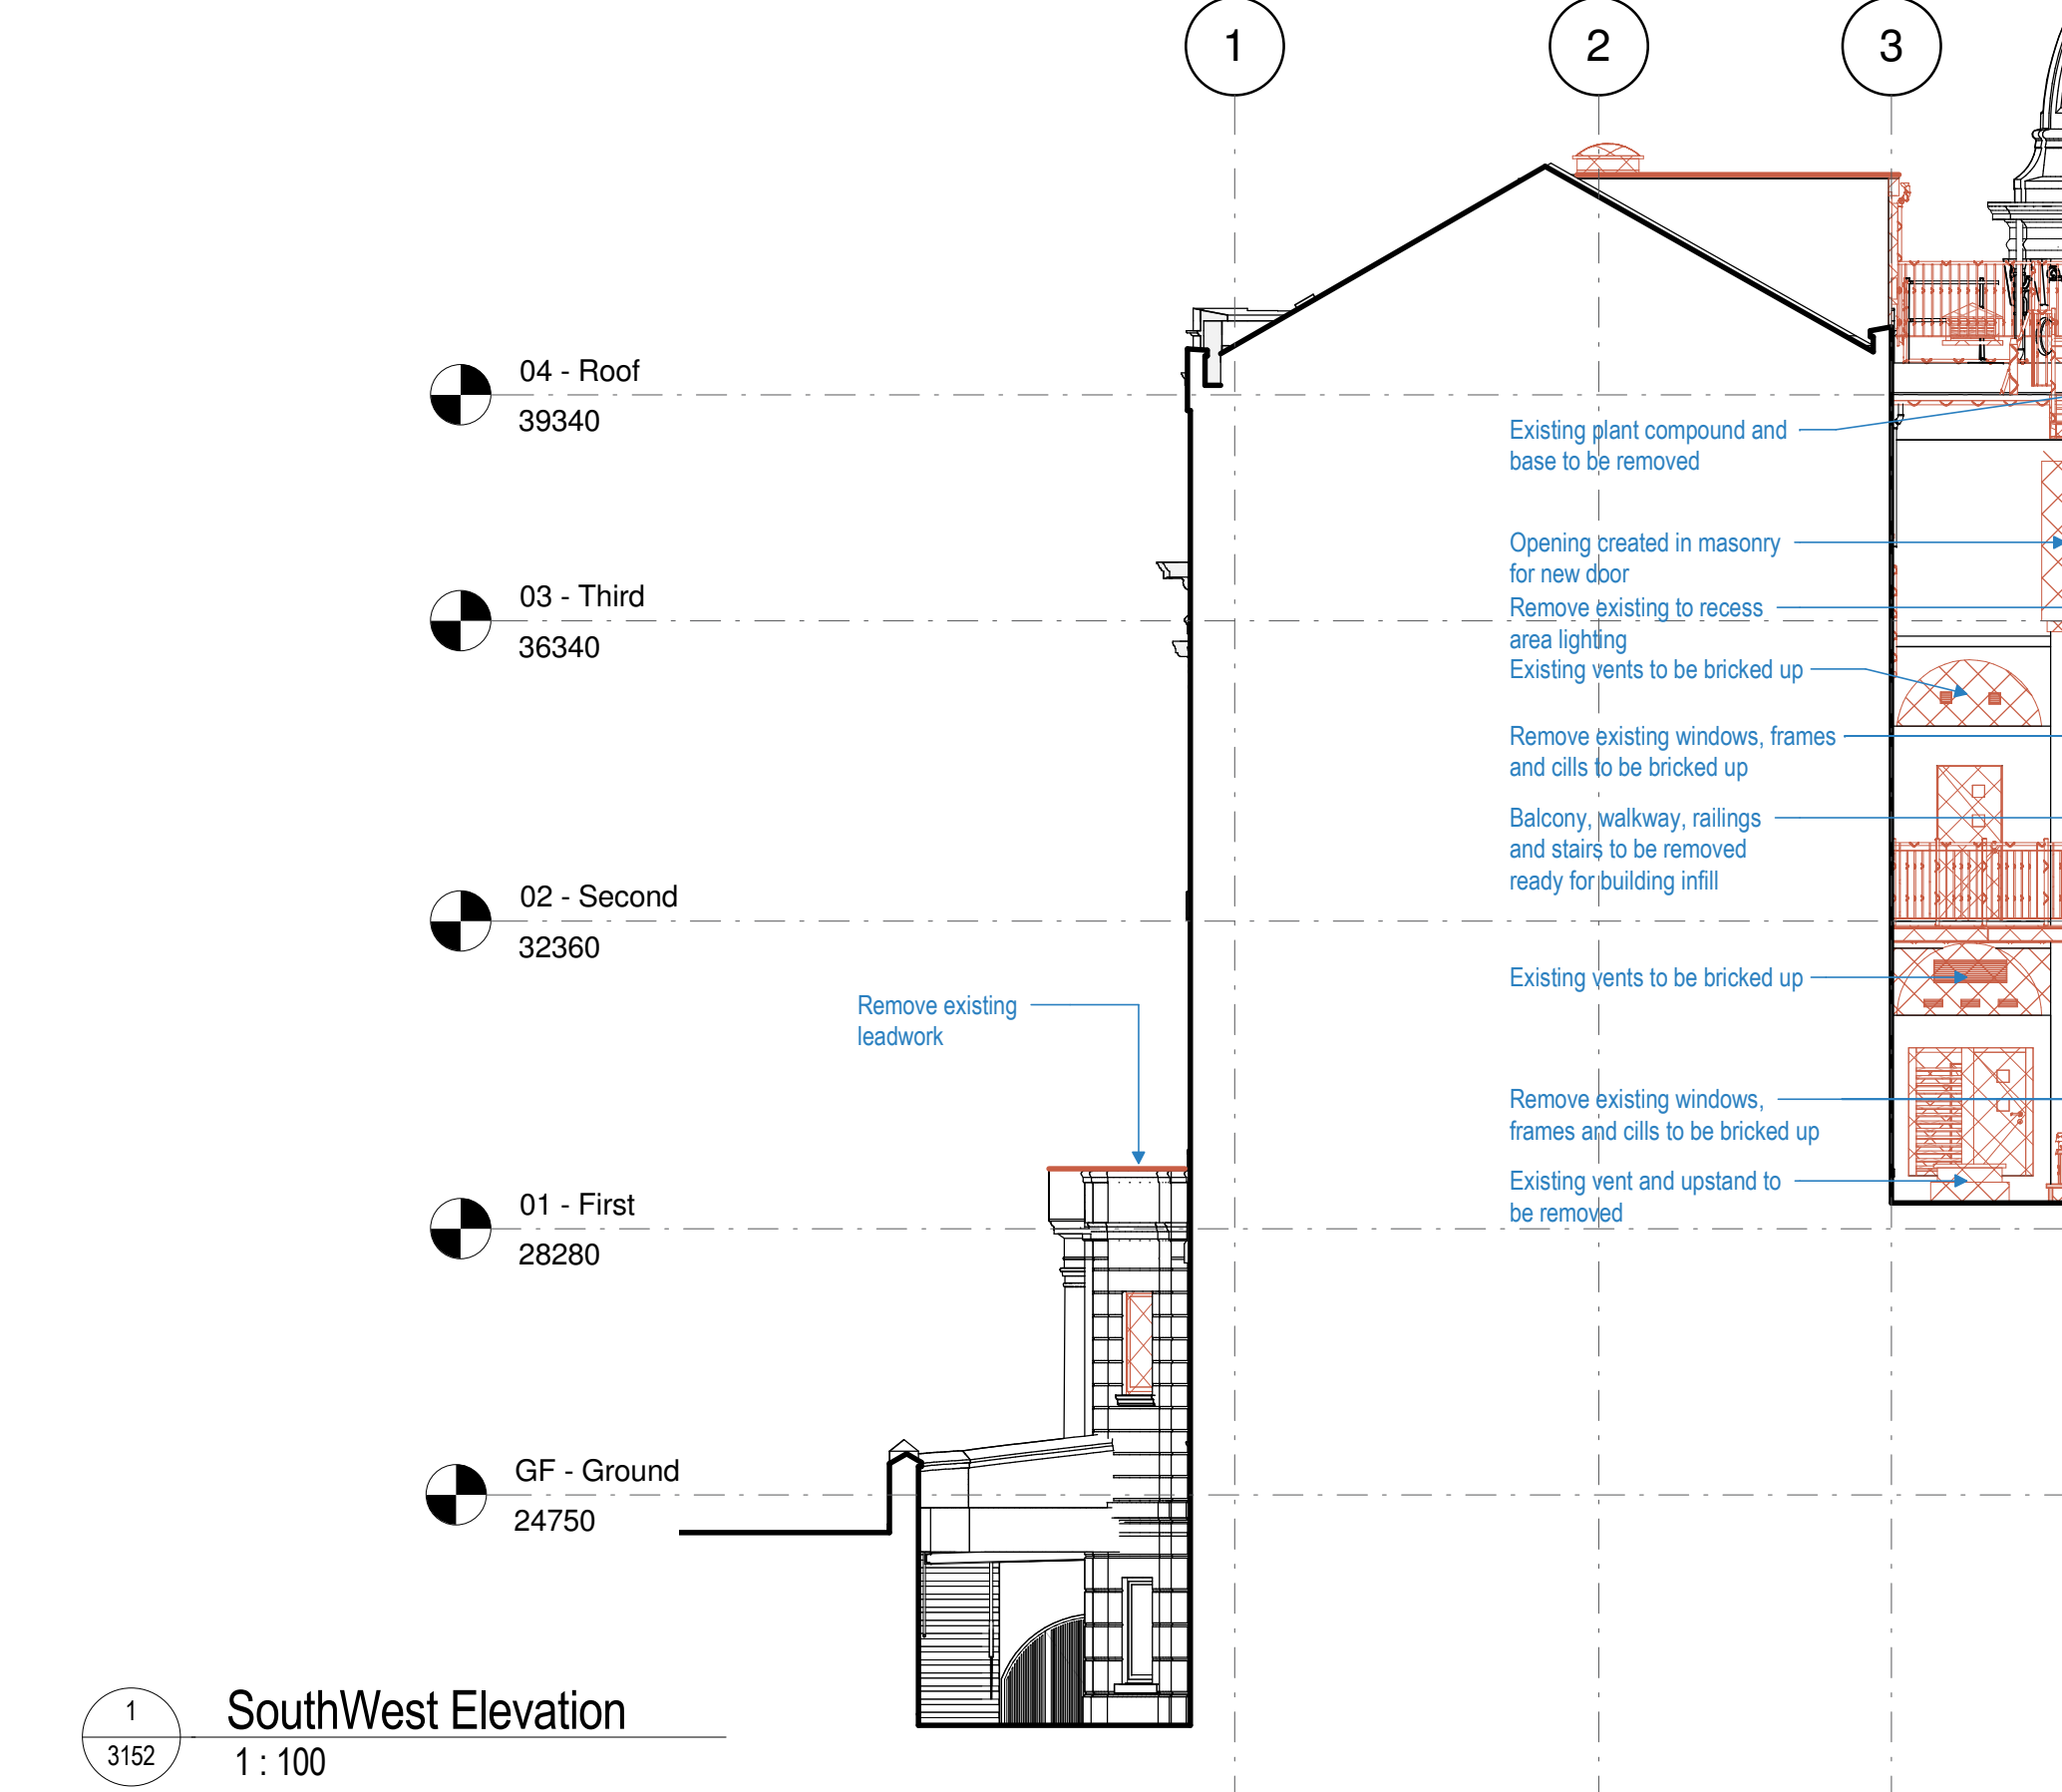 1
2
3
04 - Roof
39340
Existing plant compound and
base to be removed
Opening created in masonry
for new door
03 - Third
36340
Remove existing to recess
area lighting
Existing vents to be bricked up
Remove existing windows, frames
and cills to be bricked up
Balcony, walkway, railings
and stairs to be removed
ready for building infill
02 - Second
32360
Existing vents to be bricked up
Remove existing
leadwork
Remove existing windows,
frames and cills to be bricked up
Existing vent and upstand to
be removed
01 - First
28280
GF - Ground
24750
1
3152
SouthWest Elevation
1 : 100